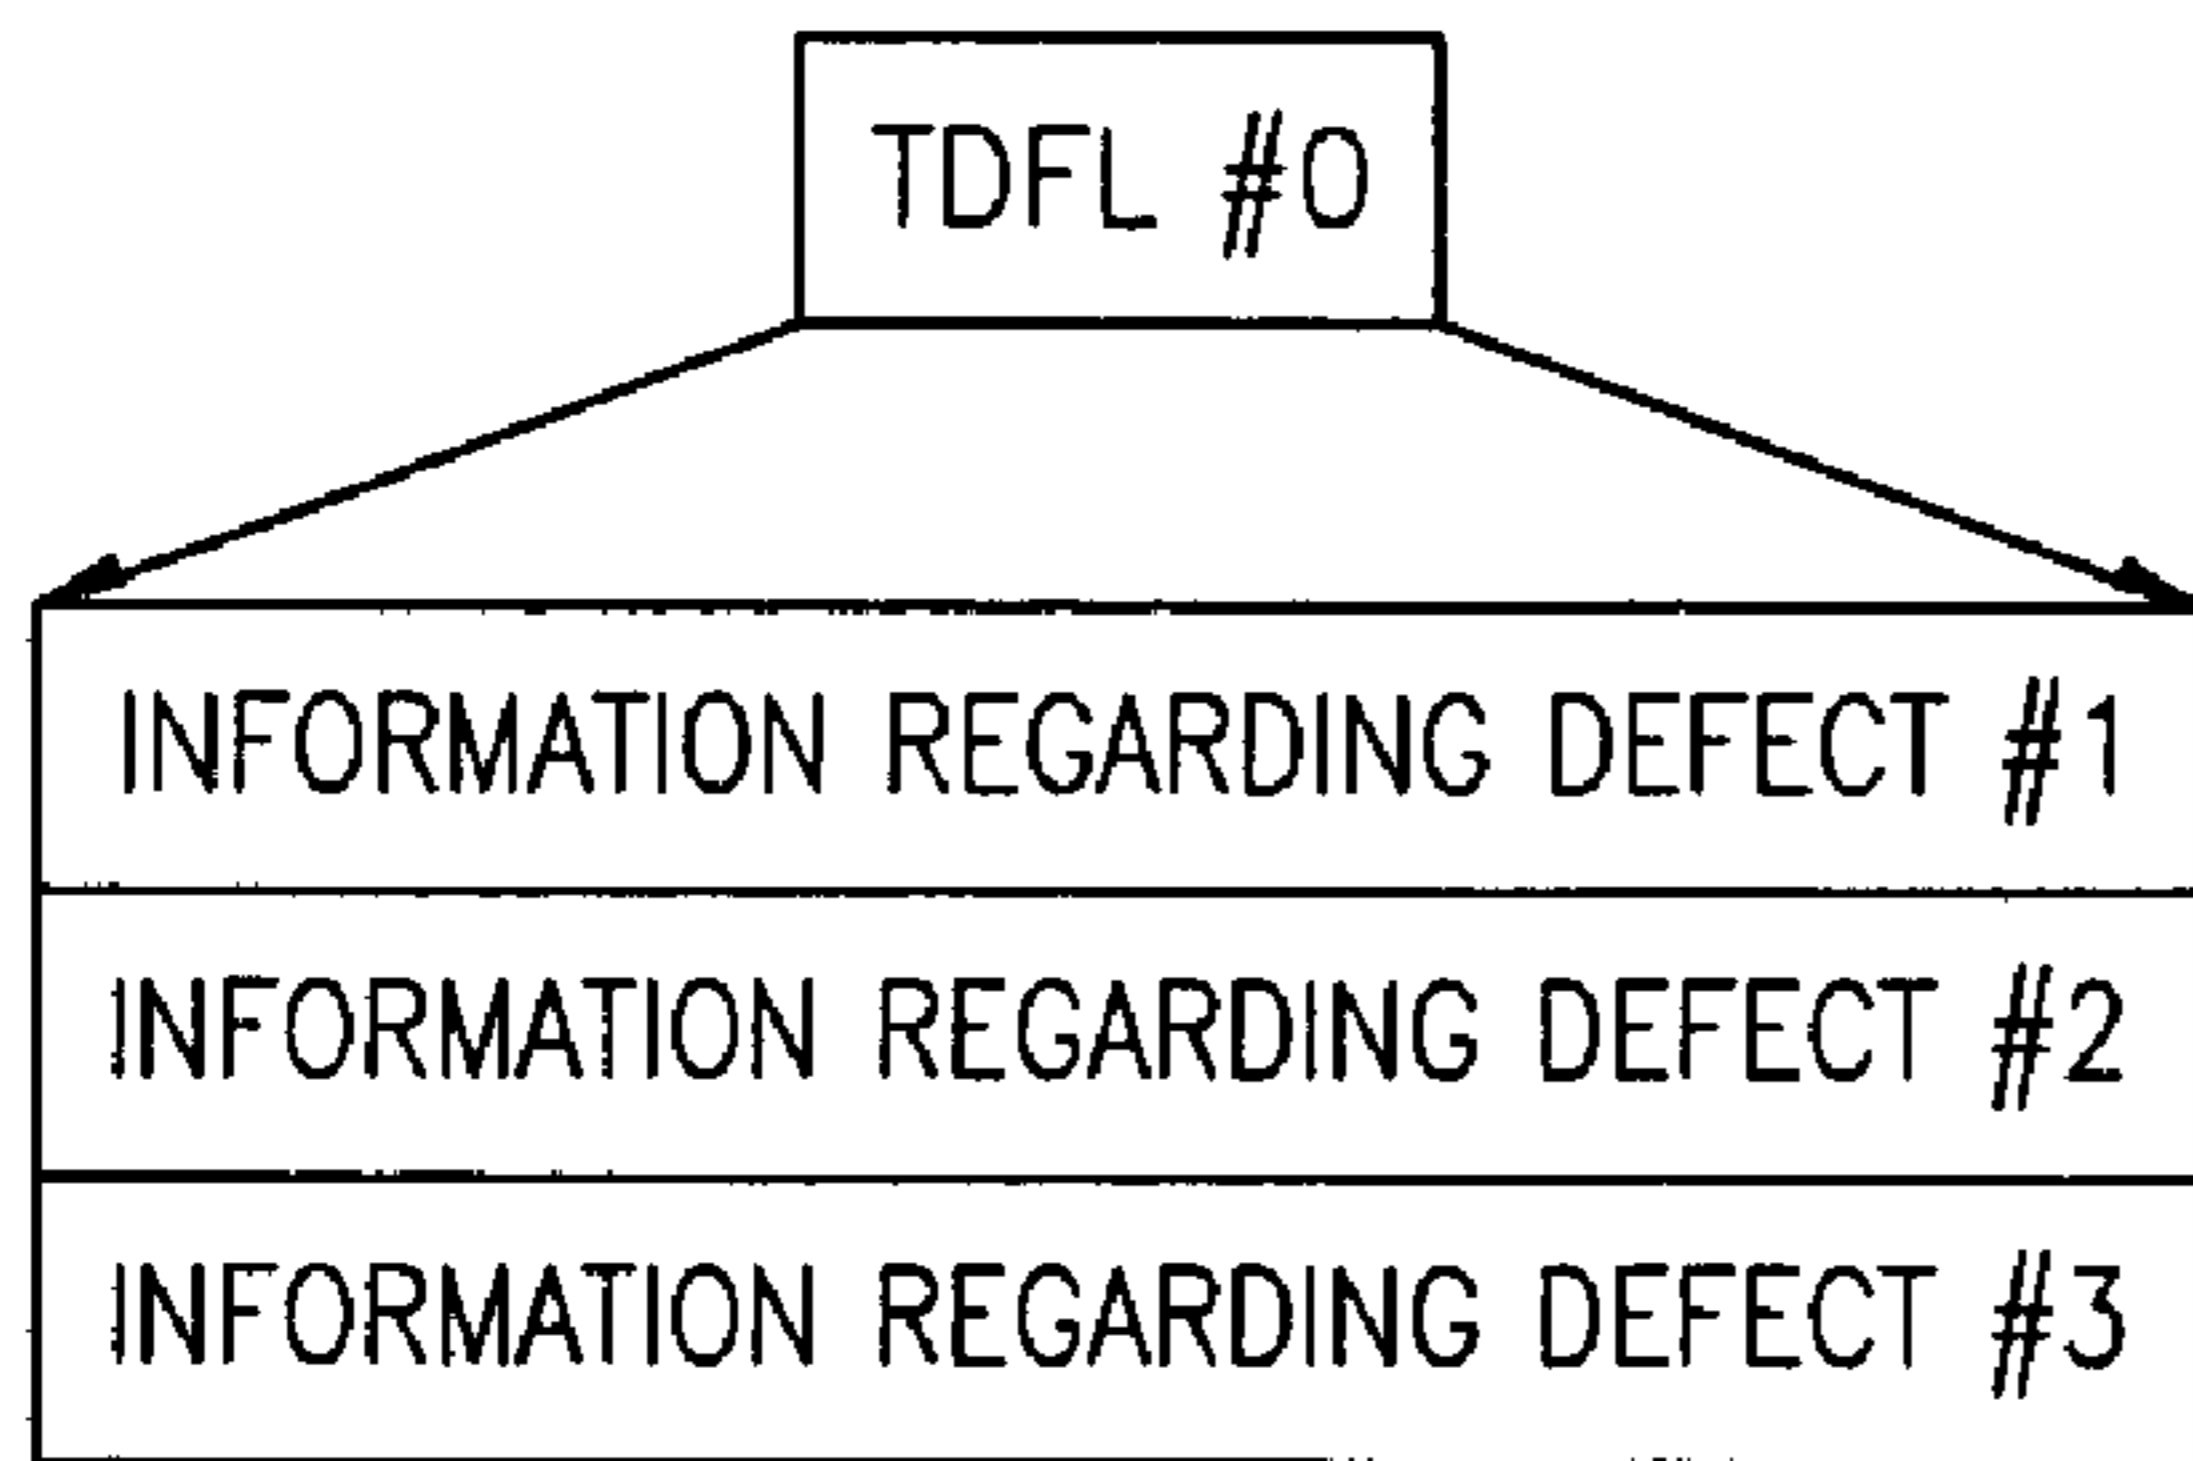 TDFL #0
INFORMATION REGARDING DEFECT #1
INFORMATION REGARDING DEFECT #2
INFORMATION REGARDING DEFECT #3